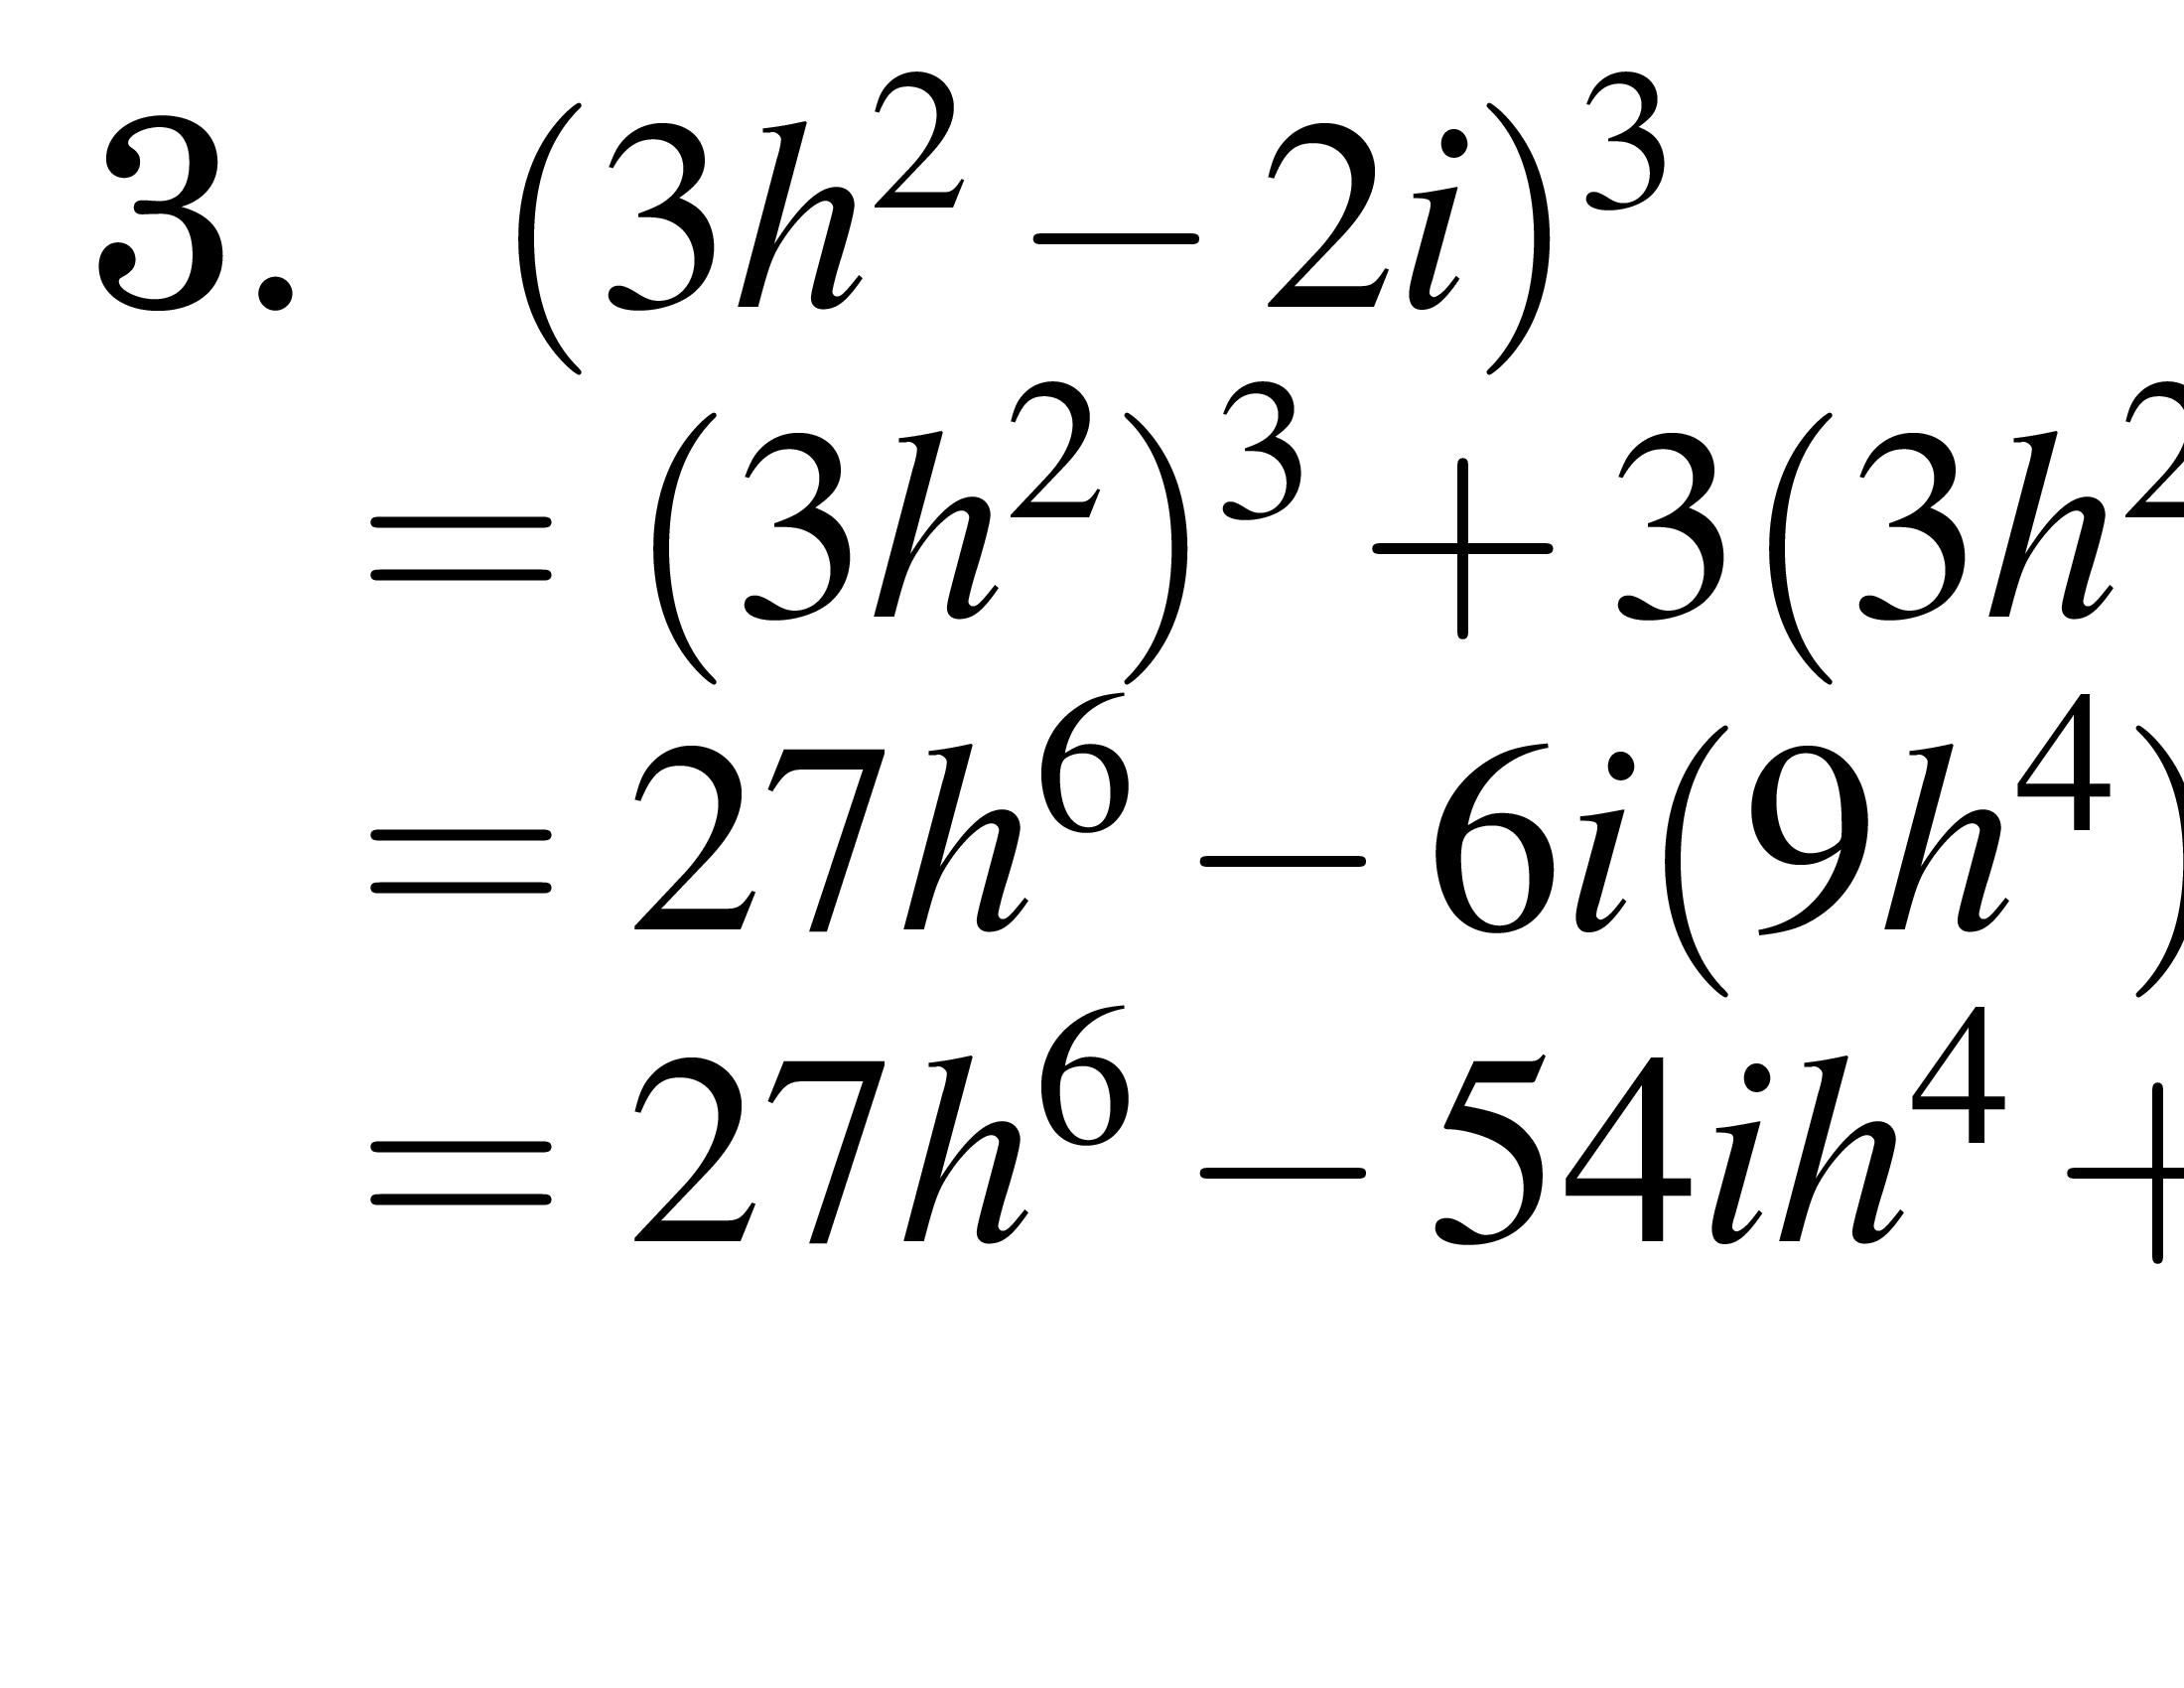 3. (3h² − 2i)³
= (3h²)³ + 3(3h²
= 27h⁶ − 6i(9h⁴)
= 27h⁶ − 54ih⁴ +